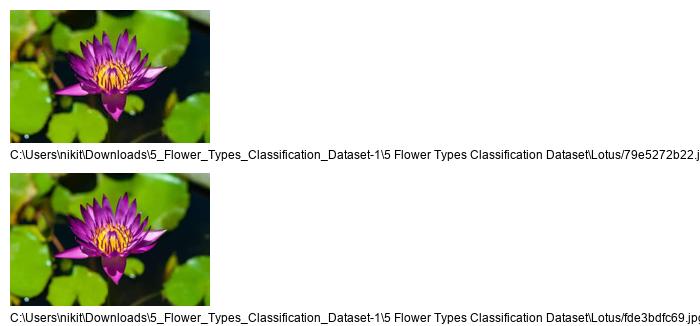 C:\Users\nikit\Downloads\5_Flower_Types_Classification_Dataset-1\5 Flower Types Classification Dataset\Lotus/79e5272b22.j
C:\Users\nikit\Downloads\5_Flower_Types_Classification_Dataset-1\5 Flower Types Classification Dataset\Lotus/fde3bdfc69.jpg